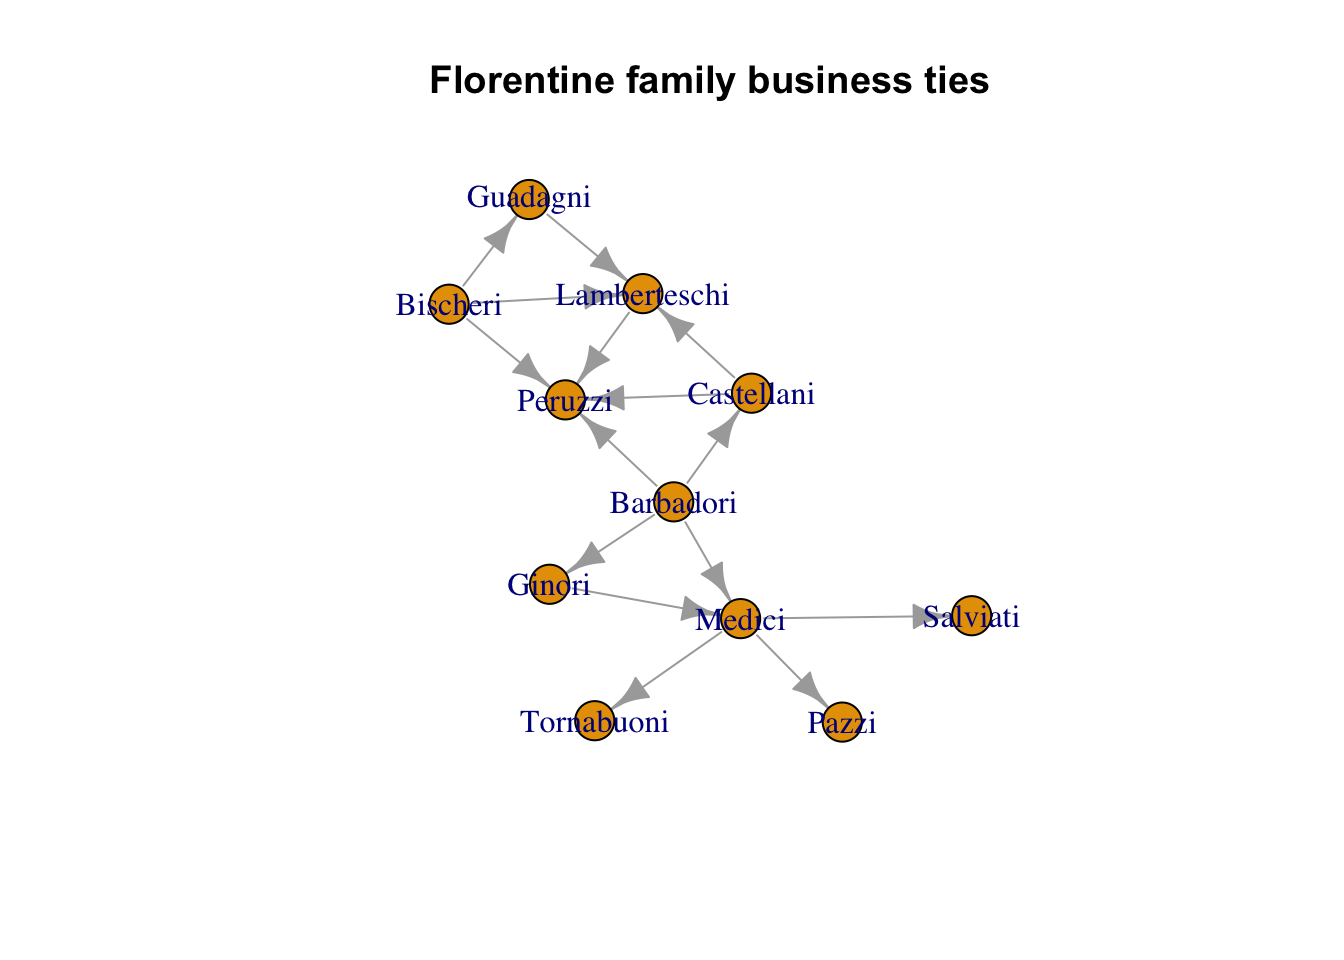 Florentine family business ties
Guadagni
Lamberteschi
Bischeri
Peruzzi
Castellani
Barbadori
Ginori
Medici
Salviati
Tornabuoni
Pazzi